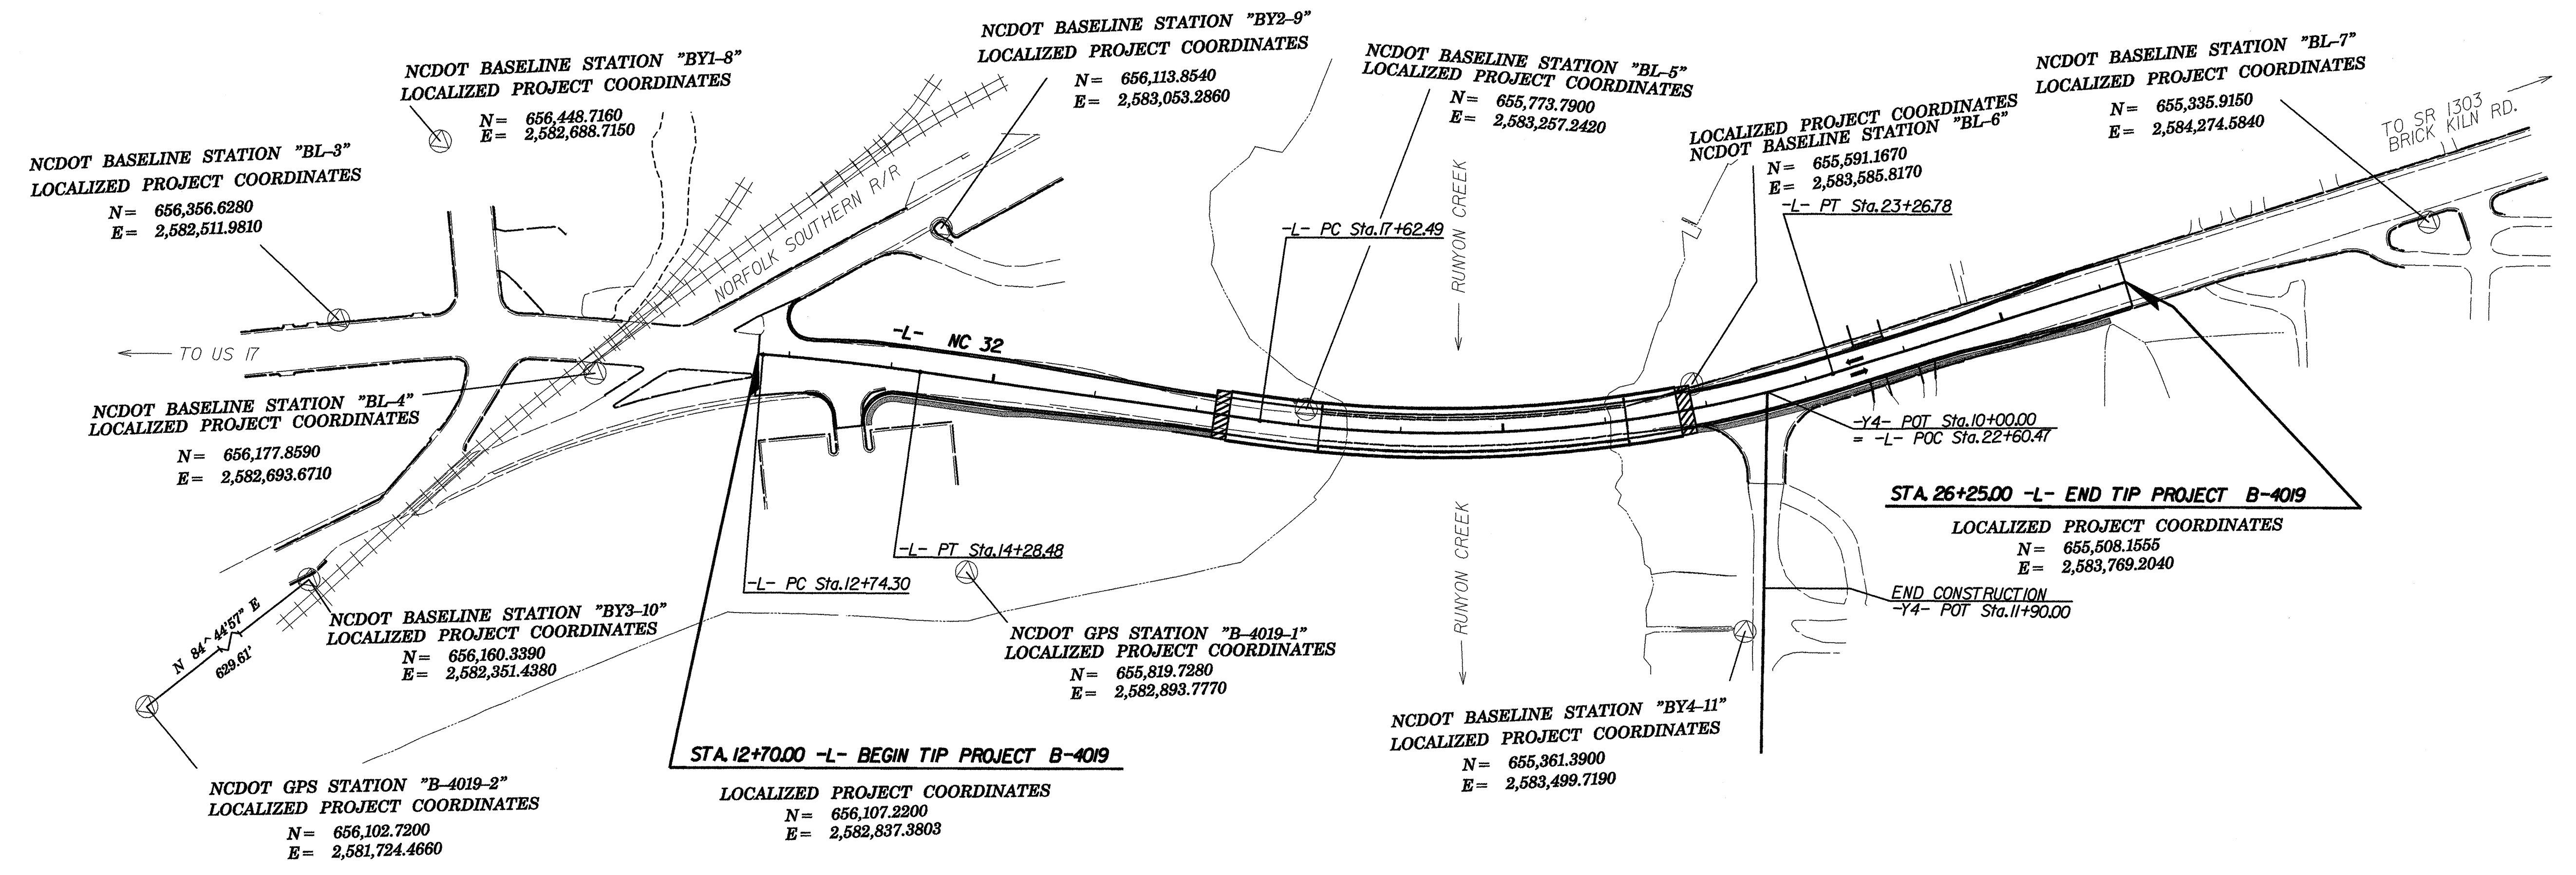 NCDOT BASELINE STATION "BY1-8"
LOCALIZED PROJECT COORDINATES
N= 656,448.7160
E= 2,582,688.7150
NCDOT BASELINE STATION "BY2-9"
LOCALIZED PROJECT COORDINATES
N= 656,113.8540
E= 2,583,053.2860
NCDOT BASELINE STATION "BL-5"
LOCALIZED PROJECT COORDINATES
N= 655,773.7900
E= 2,583,257.2420
LOCALIZED PROJECT COORDINATES
NCDOT BASELINE STATION "BL-6"
N= 655,591.1670
E= 2,583,585.8170
-L- PT Sta.23+26.78
NCDOT BASELINE STATION "BL-7"
LOCALIZED PROJECT COORDINATES
N= 655,335.9150
E= 2,584,274.5840
TO SR 1303
BRICK KILN RD.
NCDOT BASELINE STATION "BL-3"
LOCALIZED PROJECT COORDINATES
N= 656,356.6280
E= 2,582,511.9810
NORFOLK SOUTHERN R/R
-L- PC Sta.17+62.49
RUNYON CREEK
TO US 17
-L- NC 32
NCDOT BASELINE STATION "BL-4"
LOCALIZED PROJECT COORDINATES
N= 656,177.8590
E= 2,582,693.6710
-Y4- POT Sta.10+00.00
= -L- POC Sta.22+60.47
STA.26+25.00 -L- END TIP PROJECT B-4019
LOCALIZED PROJECT COORDINATES
N= 655,508.1555
E= 2,583,769.2040
-L- PT Sta.14+28.48
-L- PC Sta.12+74.30
RUNYON CREEK
END CONSTRUCTION
-Y4- POT Sta.11+90.00
N 84^44'57" E
629.61'
NCDOT BASELINE STATION "BY3-10"
LOCALIZED PROJECT COORDINATES
N= 656,160.3390
E= 2,582,351.4380
NCDOT GPS STATION "B-4019-1"
LOCALIZED PROJECT COORDINATES
N= 655,819.7280
E= 2,582,893.7770
NCDOT BASELINE STATION "BY4-11"
LOCALIZED PROJECT COORDINATES
N= 655,361.3900
E= 2,583,499.7190
STA.12+70.00 -L- BEGIN TIP PROJECT B-4019
LOCALIZED PROJECT COORDINATES
N= 656,107.2200
E= 2,582,837.3803
NCDOT GPS STATION "B-4019-2"
LOCALIZED PROJECT COORDINATES
N= 656,102.7200
E= 2,581,724.4660